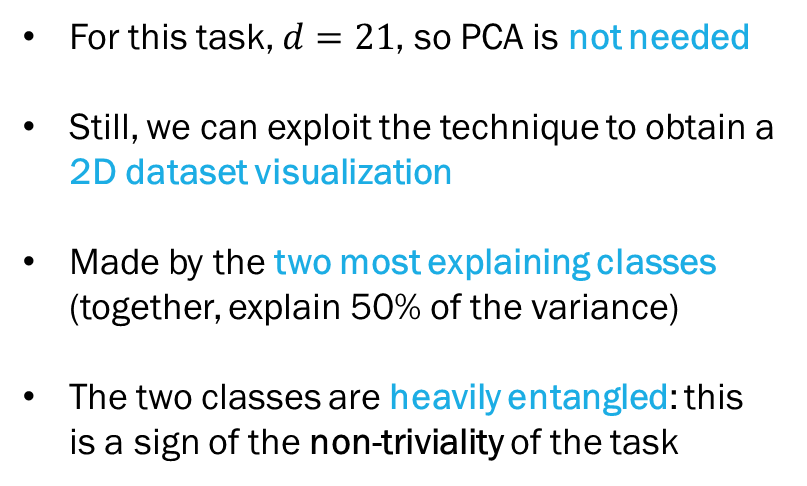 • For this task, 𝑑 = 21, so PCA is not needed
• Still, we can exploit the technique to obtain a
2D dataset visualization
• Made by the two most explaining classes
(together, explain 50% of the variance)
• The two classes are heavily entangled: this
is a sign of the non-triviality of the task